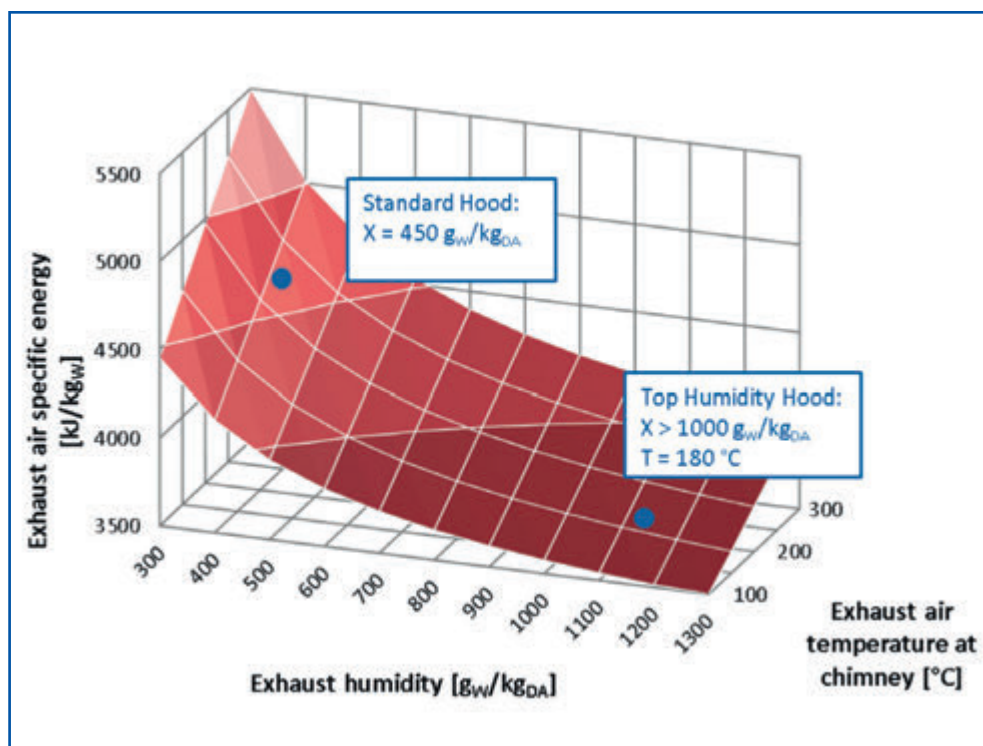 5500
5000
4500
4000
3500
Exhaust air specific energy
[kJ/kgW]
Standard Hood:
X = 450 gW/kgDA
Top Humidity Hood:
X > 1000 gW/kgDA
T = 180 °C
300
200
100
300
400
500
600
700
800
900
1000
1100
1200
1300
Exhaust humidity [gW/kgDA]
Exhaust air
temperature at
chimney [°C]